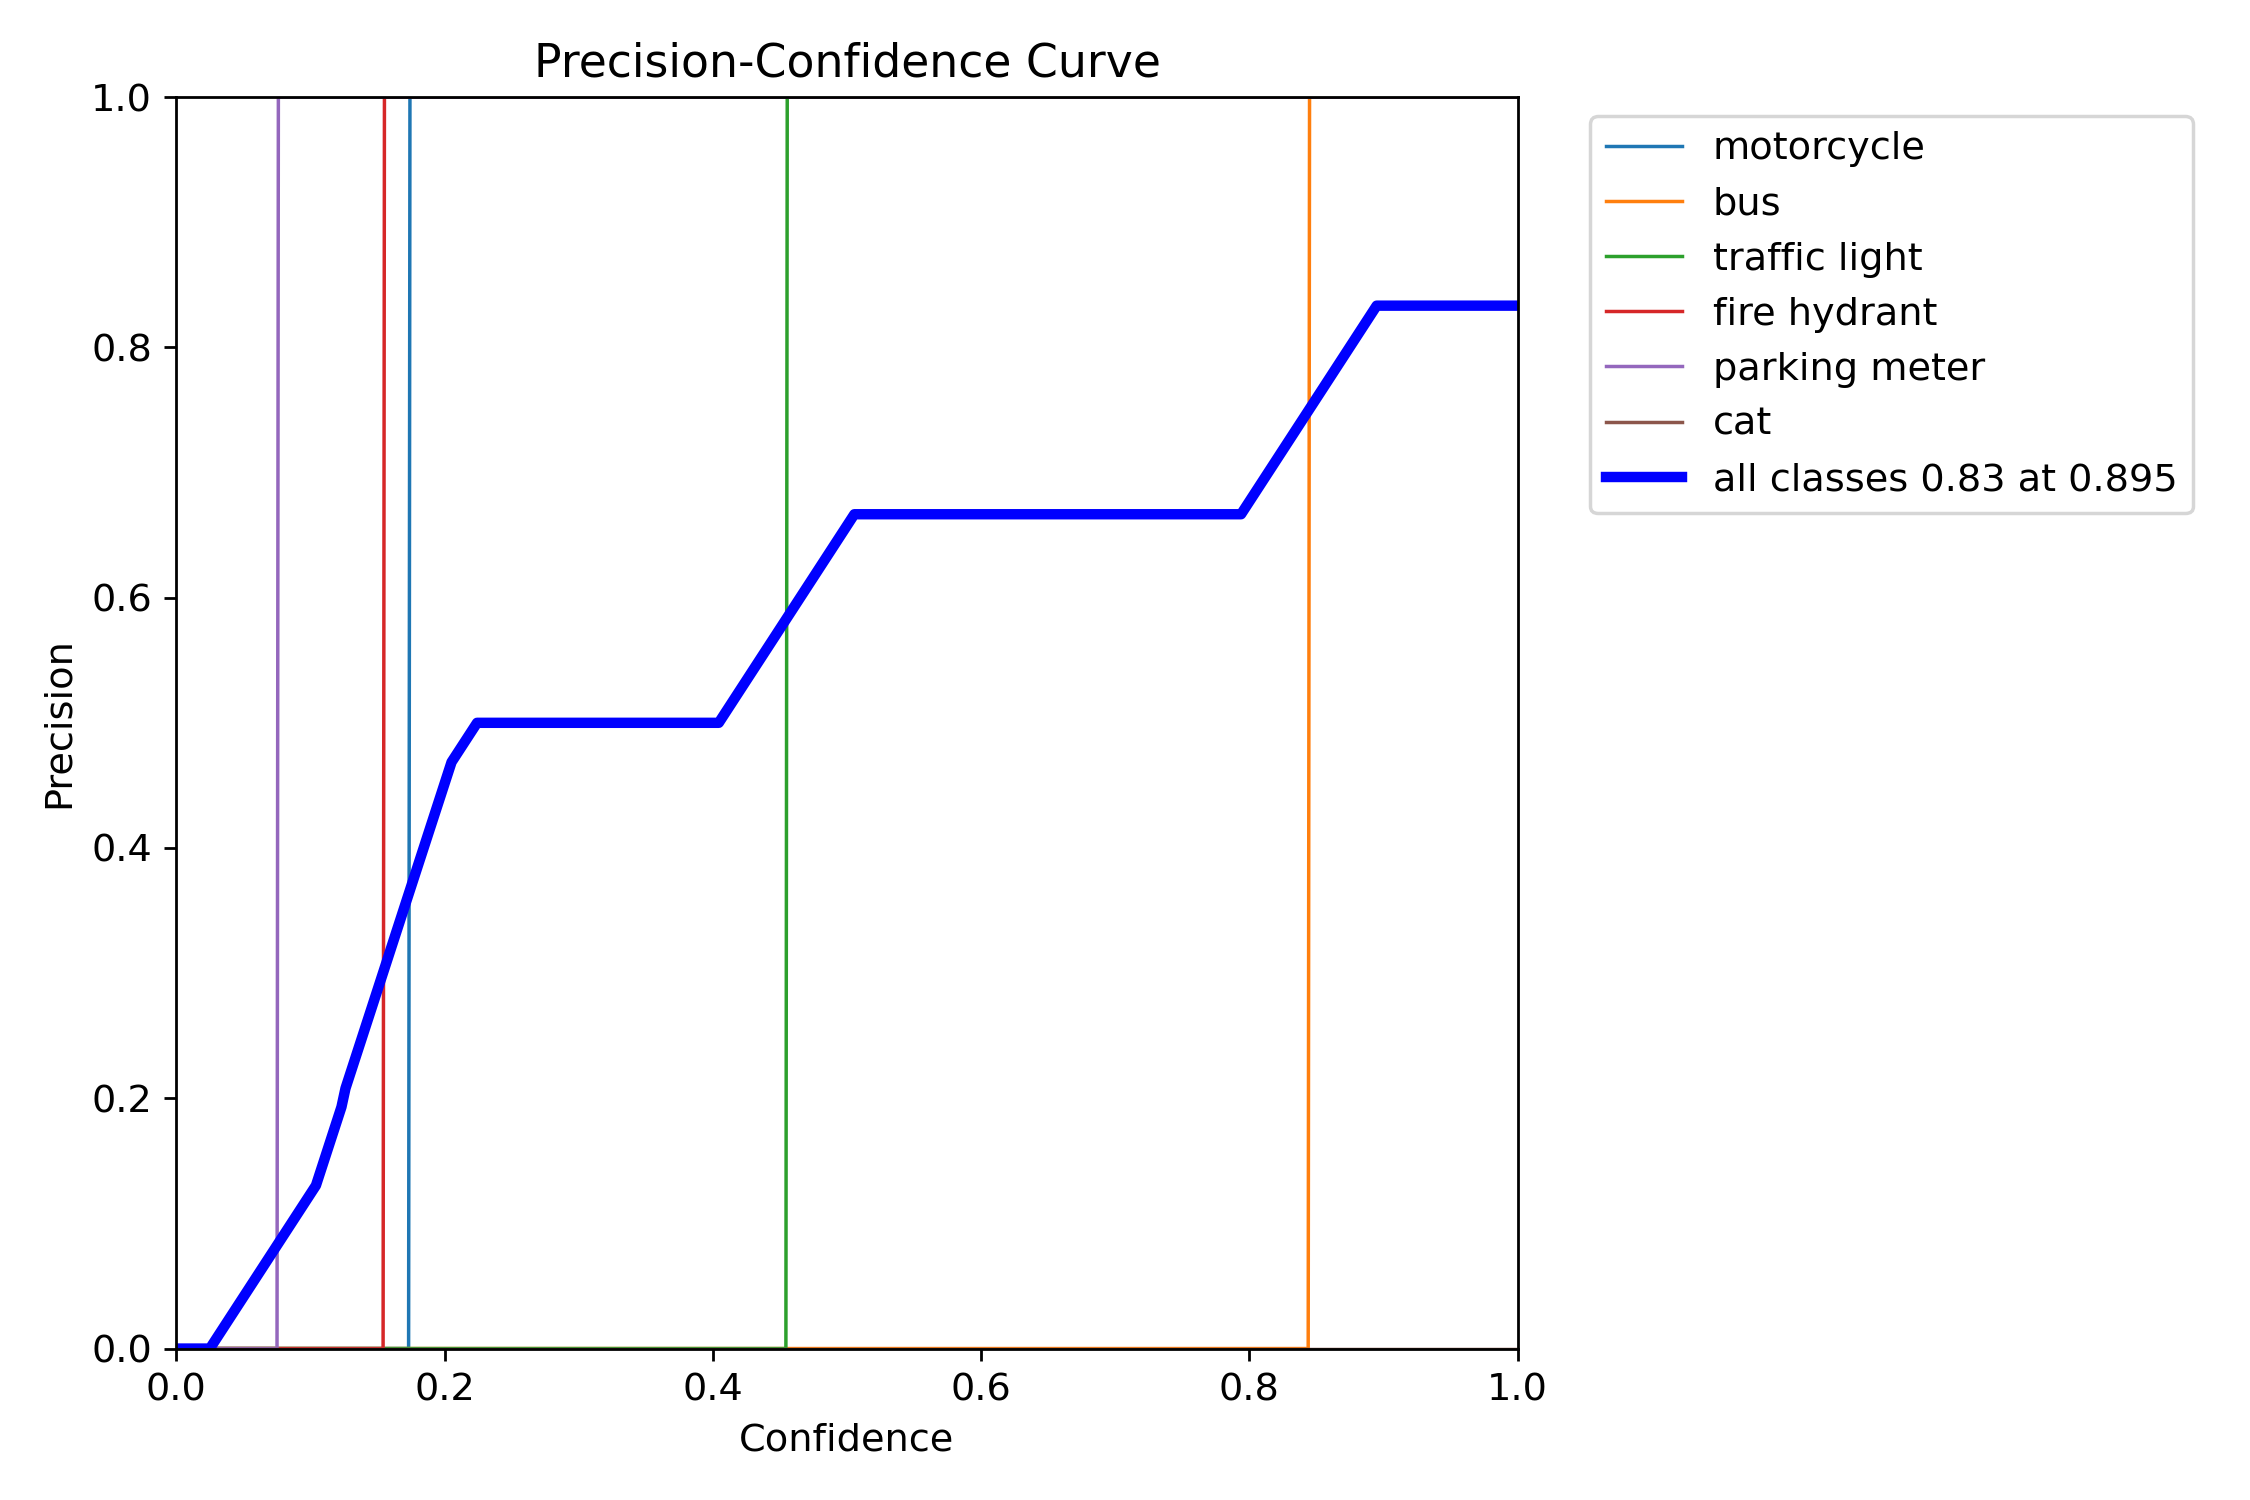 Precision-Confidence Curve
1.0
0.8
0.6
0.4
0.2
0.0
Precision
0.0 0.2 0.4 0.6 0.8 1.0
Confidence
motorcycle
bus
traffic light
fire hydrant
parking meter
cat
all classes 0.83 at 0.895